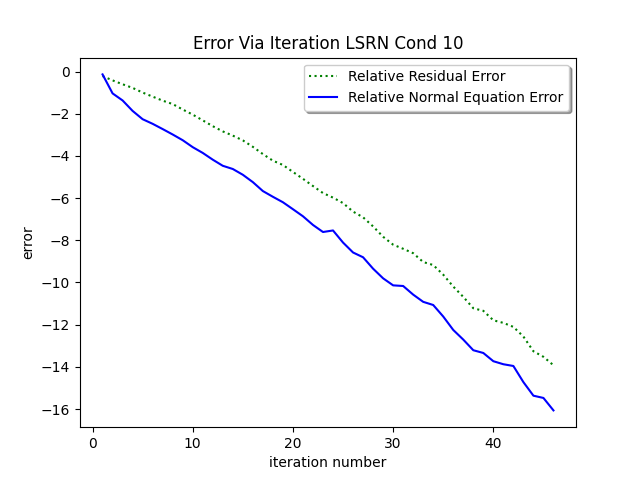 Error Via Iteration LSRN Cond 10
Relative Residual Error
Relative Normal Equation Error
error
0
−2
−4
−6
−8
−10
−12
−14
−16
0 10 20 30 40
iteration number